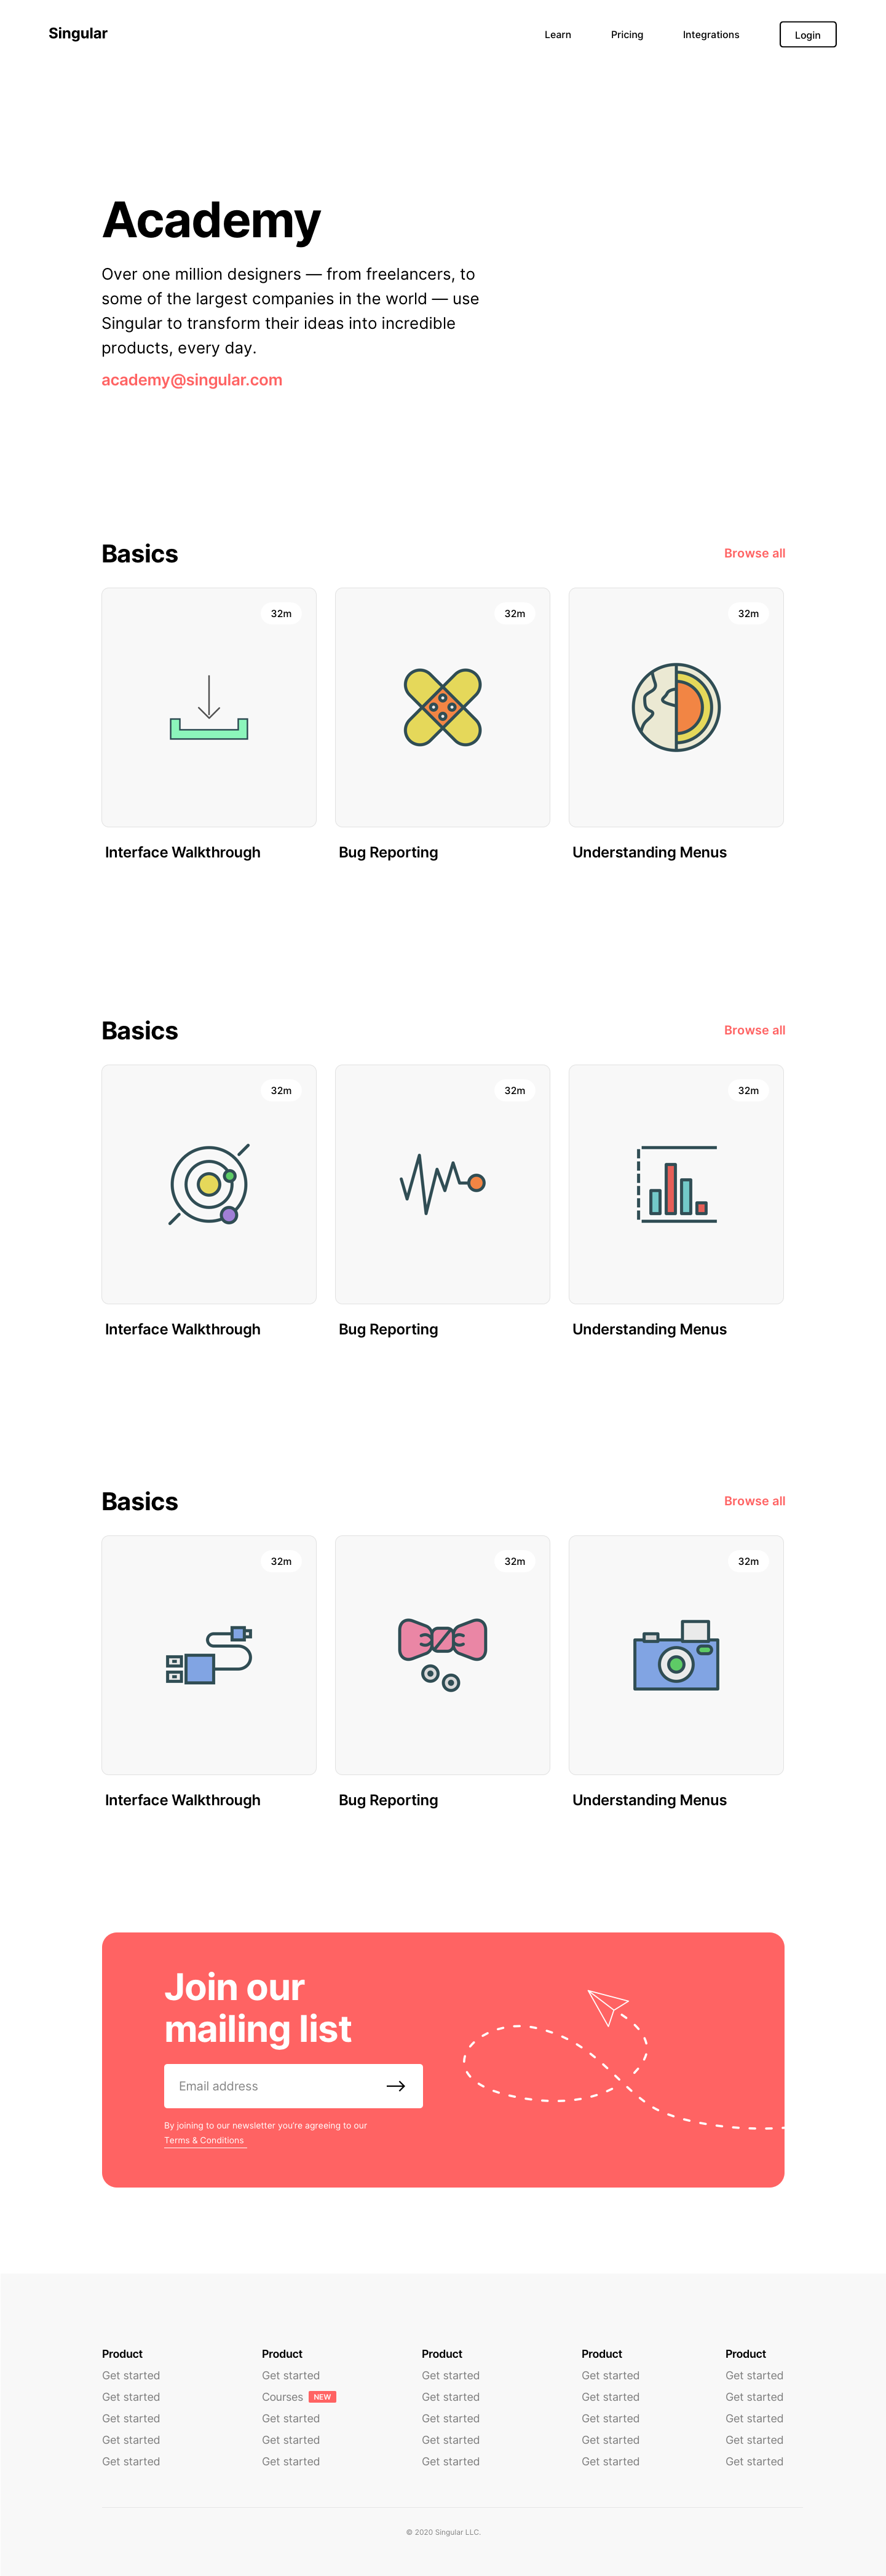 Singular
Learn
Pricing
Integrations
Login
Academy
Over one million designers — from freelancers, to
some of the largest companies in the world — use
Singular to transform their ideas into incredible
products, every day.
academy@singular.com
Basics
Browse all
32m
32m
32m
Interface Walkthrough
Bug Reporting
Understanding Menus
Basics
Browse all
32m
32m
32m
Interface Walkthrough
Bug Reporting
Understanding Menus
Basics
Browse all
32m
32m
32m
Interface Walkthrough
Bug Reporting
Understanding Menus
Join our
mailing list
Email address
By joining to our newsletter you're agreeing to our
Terms & Conditions
Product
Get started
Get started
Get started
Get started
Get started
Product
Get started
Courses NEW
Get started
Get started
Get started
Product
Get started
Get started
Get started
Get started
Get started
Product
Get started
Get started
Get started
Get started
Get started
Product
Get started
Get started
Get started
Get started
Get started
© 2020 Singular LLC.